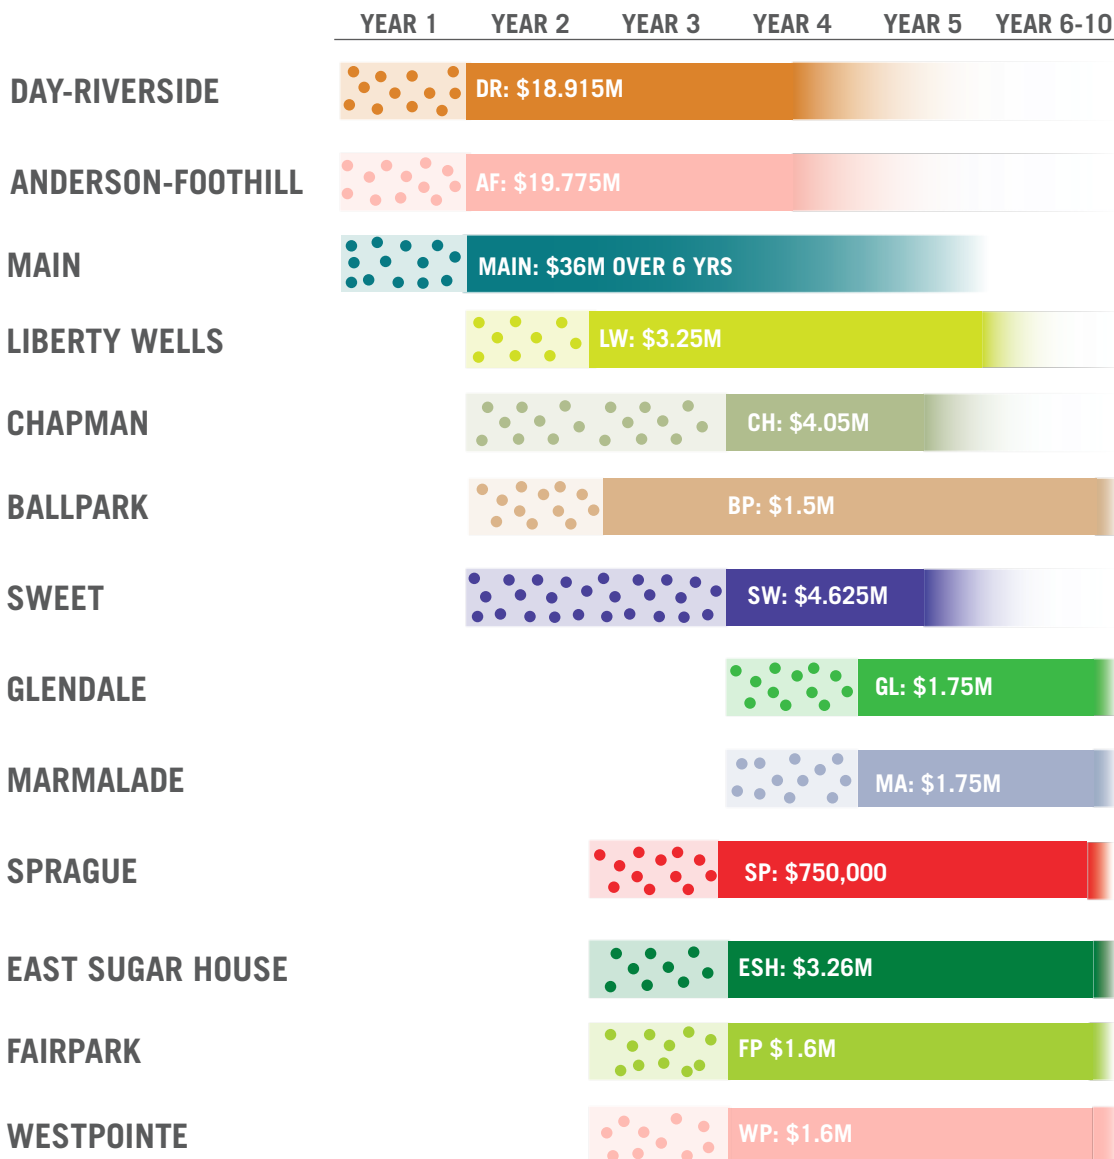 YEAR 1 YEAR 2 YEAR 3 YEAR 4 YEAR 5 YEAR 6-10
DAY-RIVERSIDE DR: $18.915M
ANDERSON-FOOTHILL AF: $19.775M
MAIN MAIN: $36M OVER 6 YRS
LIBERTY WELLS LW: $3.25M
CHAPMAN CH: $4.05M
BALLPARK BP: $1.5M
SWEET SW: $4.625M
GLENDALE GL: $1.75M
MARMALADE MA: $1.75M
SPRAGUE SP: $750,000
EAST SUGAR HOUSE ESH: $3.26M
FAIRPARK FP $1.6M
WESTPOINTE WP: $1.6M